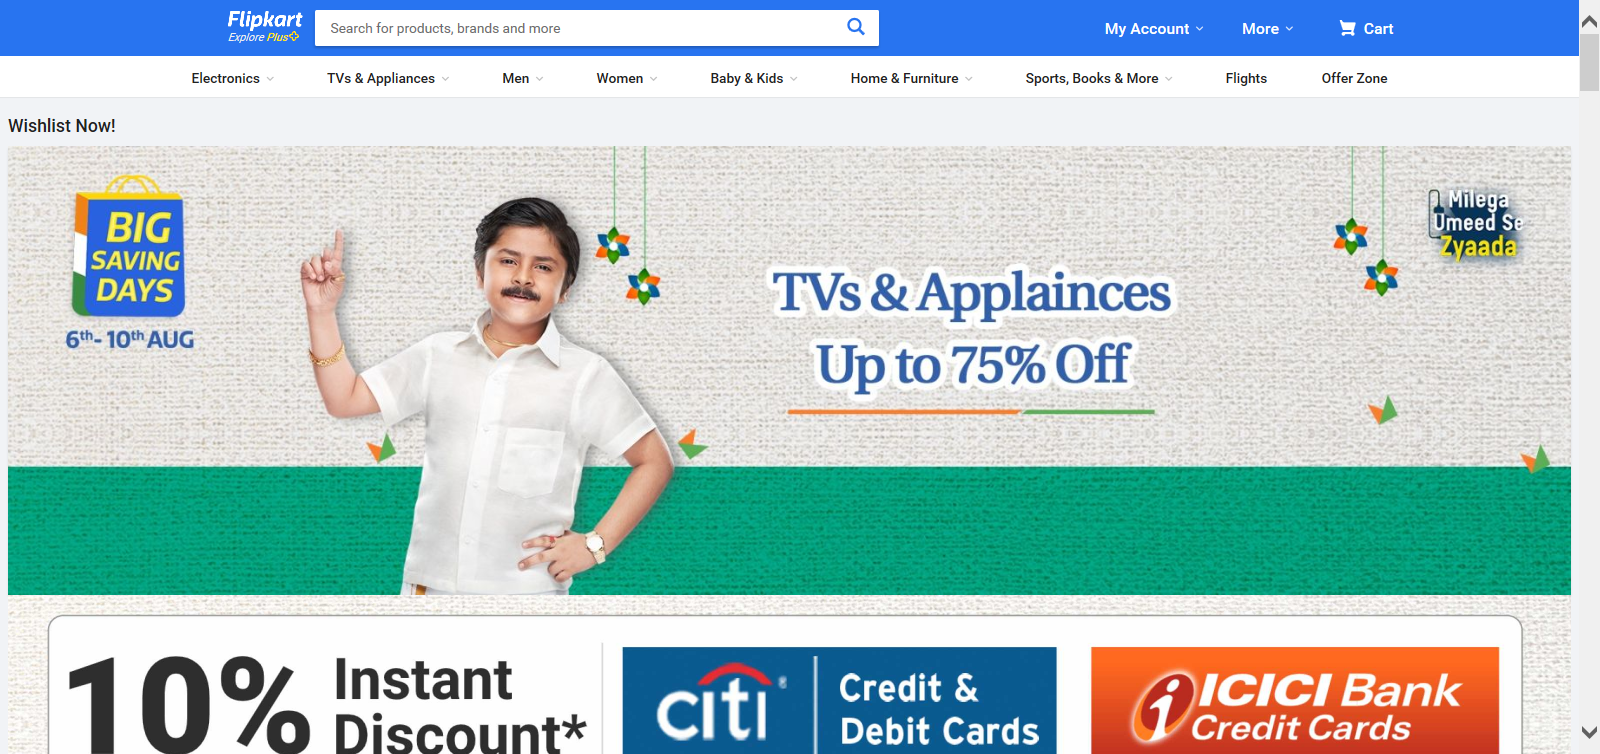 Flipkart
Explore Plus
Search for products, brands and more
My Account
More
Cart
Electronics
TVs & Appliances
Men
Women
Baby & Kids
Home & Furniture
Sports, Books & More
Flights
Offer Zone
Wishlist Now!
BIG
SAVING
DAYS
6th - 10th AUG
TVs & Applainces
Up to 75% Off
Milega
Umeed Se
Zyaada
10%
Instant
Discount*
citi
Credit &
Debit Cards
ICICI Bank
Credit Cards